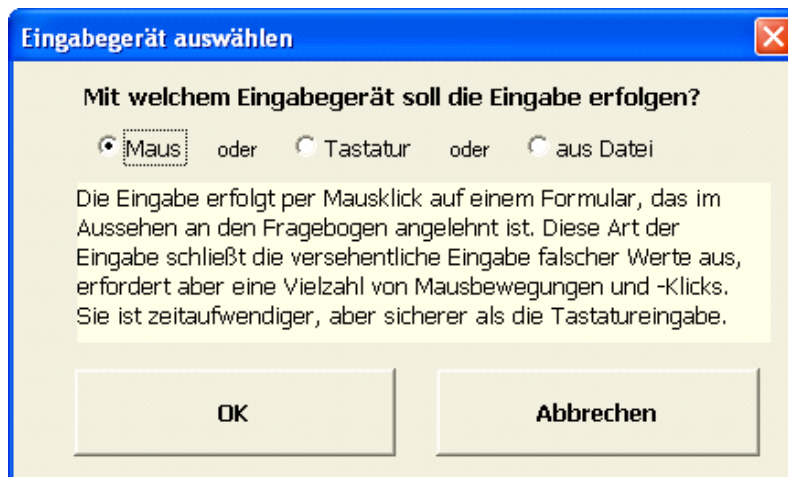 Eingabegerät auswählen
Mit welchem Eingabegerät soll die Eingabe erfolgen?
Maus oder Tastatur oder aus Datei
Die Eingabe erfolgt per Mausklick auf einem Formular, das im
Aussehen an den Fragebogen angelehnt ist. Diese Art der
Eingabe schließt die versehentliche Eingabe falscher Werte aus,
erfordert aber eine Vielzahl von Mausbewegungen und -Klicks.
Sie ist zeitaufwendiger, aber sicherer als die Tastatureingabe.
OK Abbrechen